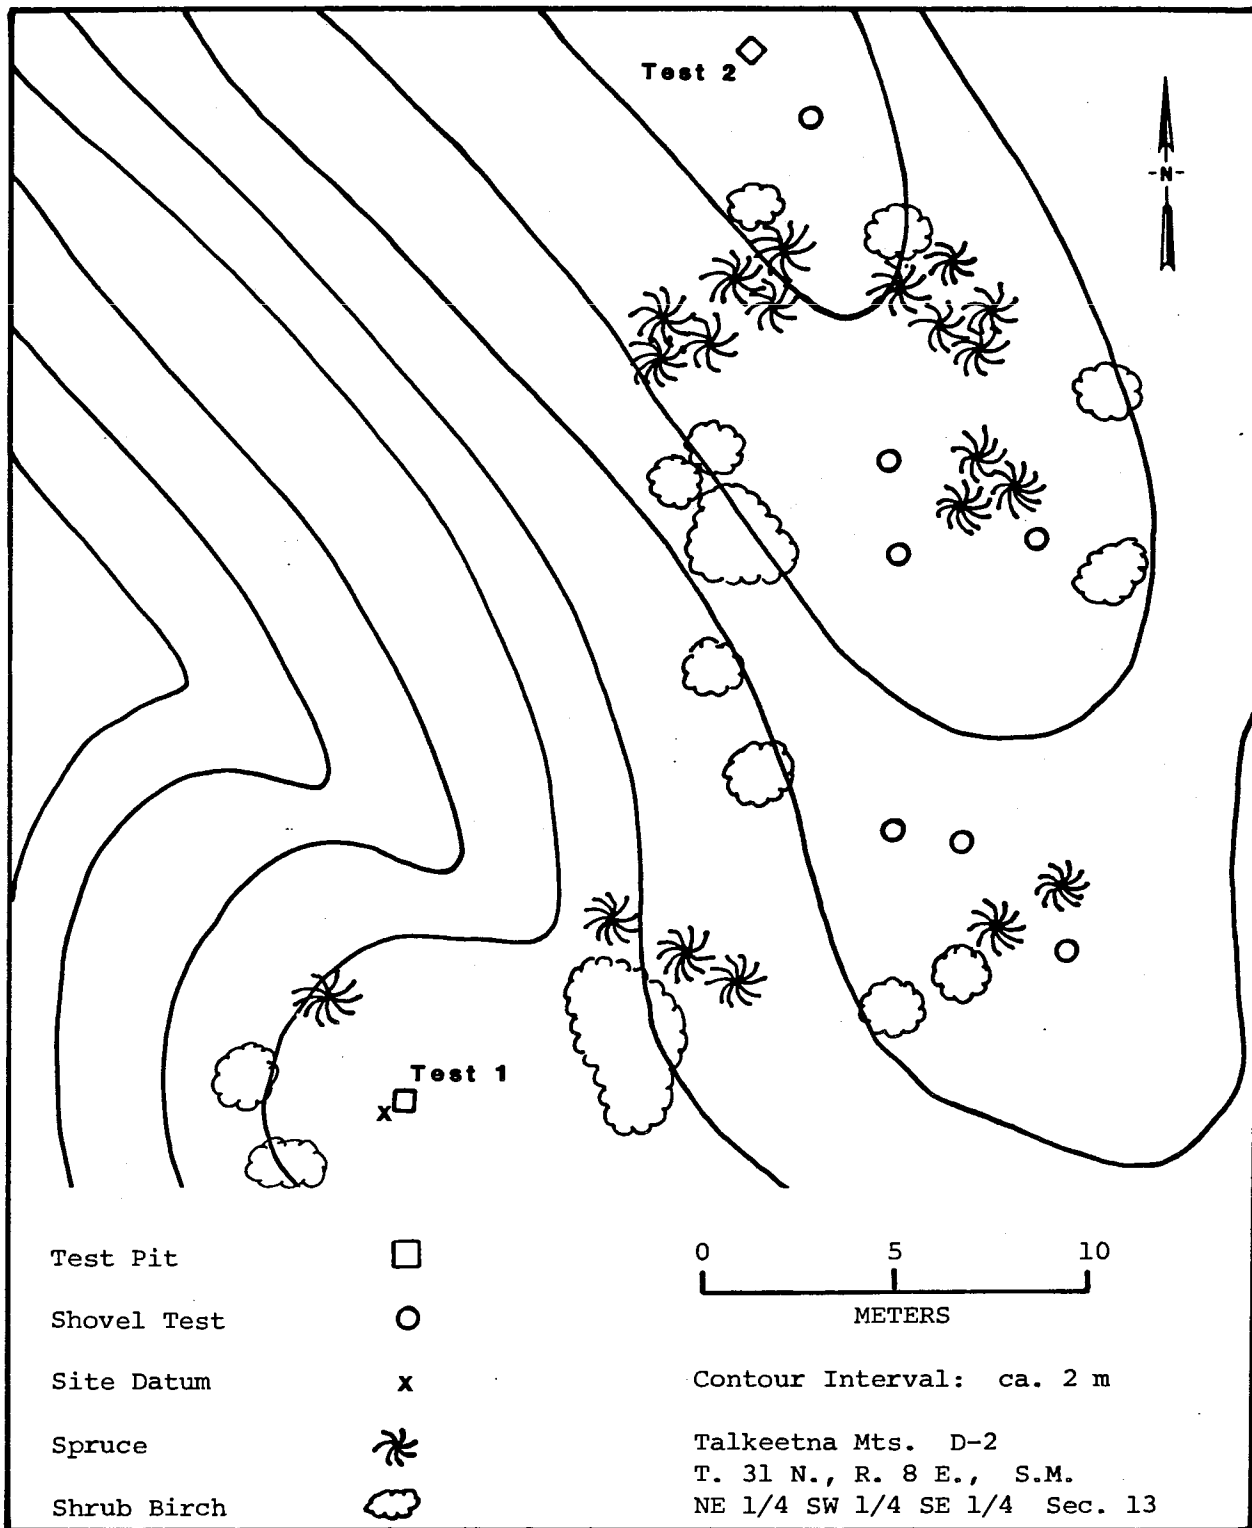 Test 2
-N-
Test 1
x
Test Pit
Shovel Test
Site Datum x
Spruce
Shrub Birch
0 5 10
METERS
Contour Interval: ca. 2 m
Talkeetna Mts. D-2
T. 31 N., R. 8 E., S.M.
NE 1/4 SW 1/4 SE 1/4 Sec. 13